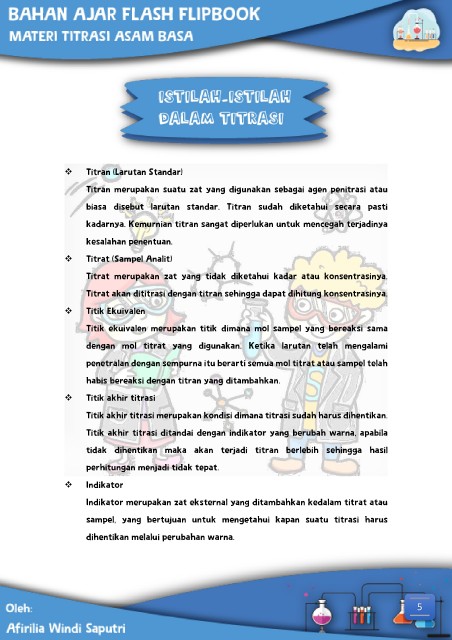 BAHAN AJAR FLASH FLIPBOOK
MATERI TITRASI ASAM BASA
ISTILAH-ISTILAH
DALAM TITRASI
❖ Titran (Larutan Standar)
Titran merupakan suatu zat yang digunakan sebagai agen penitrasi atau
biasa disebut larutan standar. Titran sudah diketahui secara pasti
kadarnya. Kemurnian titran sangat diperlukan untuk mencegah terjadinya
kesalahan penentuan.
❖ Titrat (Sampel Analit)
Titrat merupakan zat yang tidak diketahui kadar atau konsentrasinya.
Titrat akan dititrasi dengan titran sehingga dapat dihitung konsentrasinya.
❖ Titik Ekuivalen
Titik ekuivalen merupakan titik dimana mol sampel yang bereaksi sama
dengan mol titrat yang digunakan. Ketika larutan telah mengalami
penetralan dengan sempurna itu berarti semua mol titrat atau sampel telah
habis bereaksi dengan titran yang ditambahkan.
❖ Titik akhir titrasi
Titik akhir titrasi merupakan kondisi dimana titrasi sudah harus dihentikan.
Titik akhir titrasi ditandai dengan indikator yang berubah warna, apabila
tidak dihentikan maka akan terjadi titran berlebih sehingga hasil
perhitungan menjadi tidak tepat.
❖ Indikator
Indikator merupakan zat eksternal yang ditambahkan kedalam titrat atau
sampel, yang bertujuan untuk mengetahui kapan suatu titrasi harus
dihentikan melalui perubahan warna.
5
Oleh:
Afirilia Windi Saputri